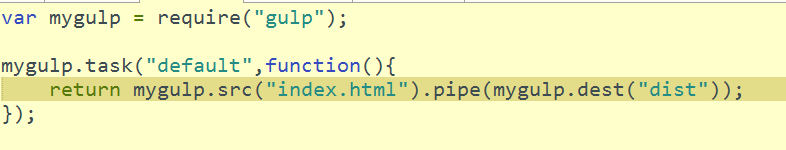 var mygulp = require("gulp");
mygulp.task("default",function(){
    return mygulp.src("index.html").pipe(mygulp.dest("dist"));
});